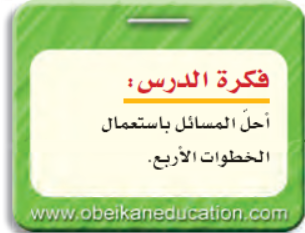 فكرة الدرس:
أحلّ المسائل باستعمال
الخطوات الأربع.
www.obeikaneducation.com